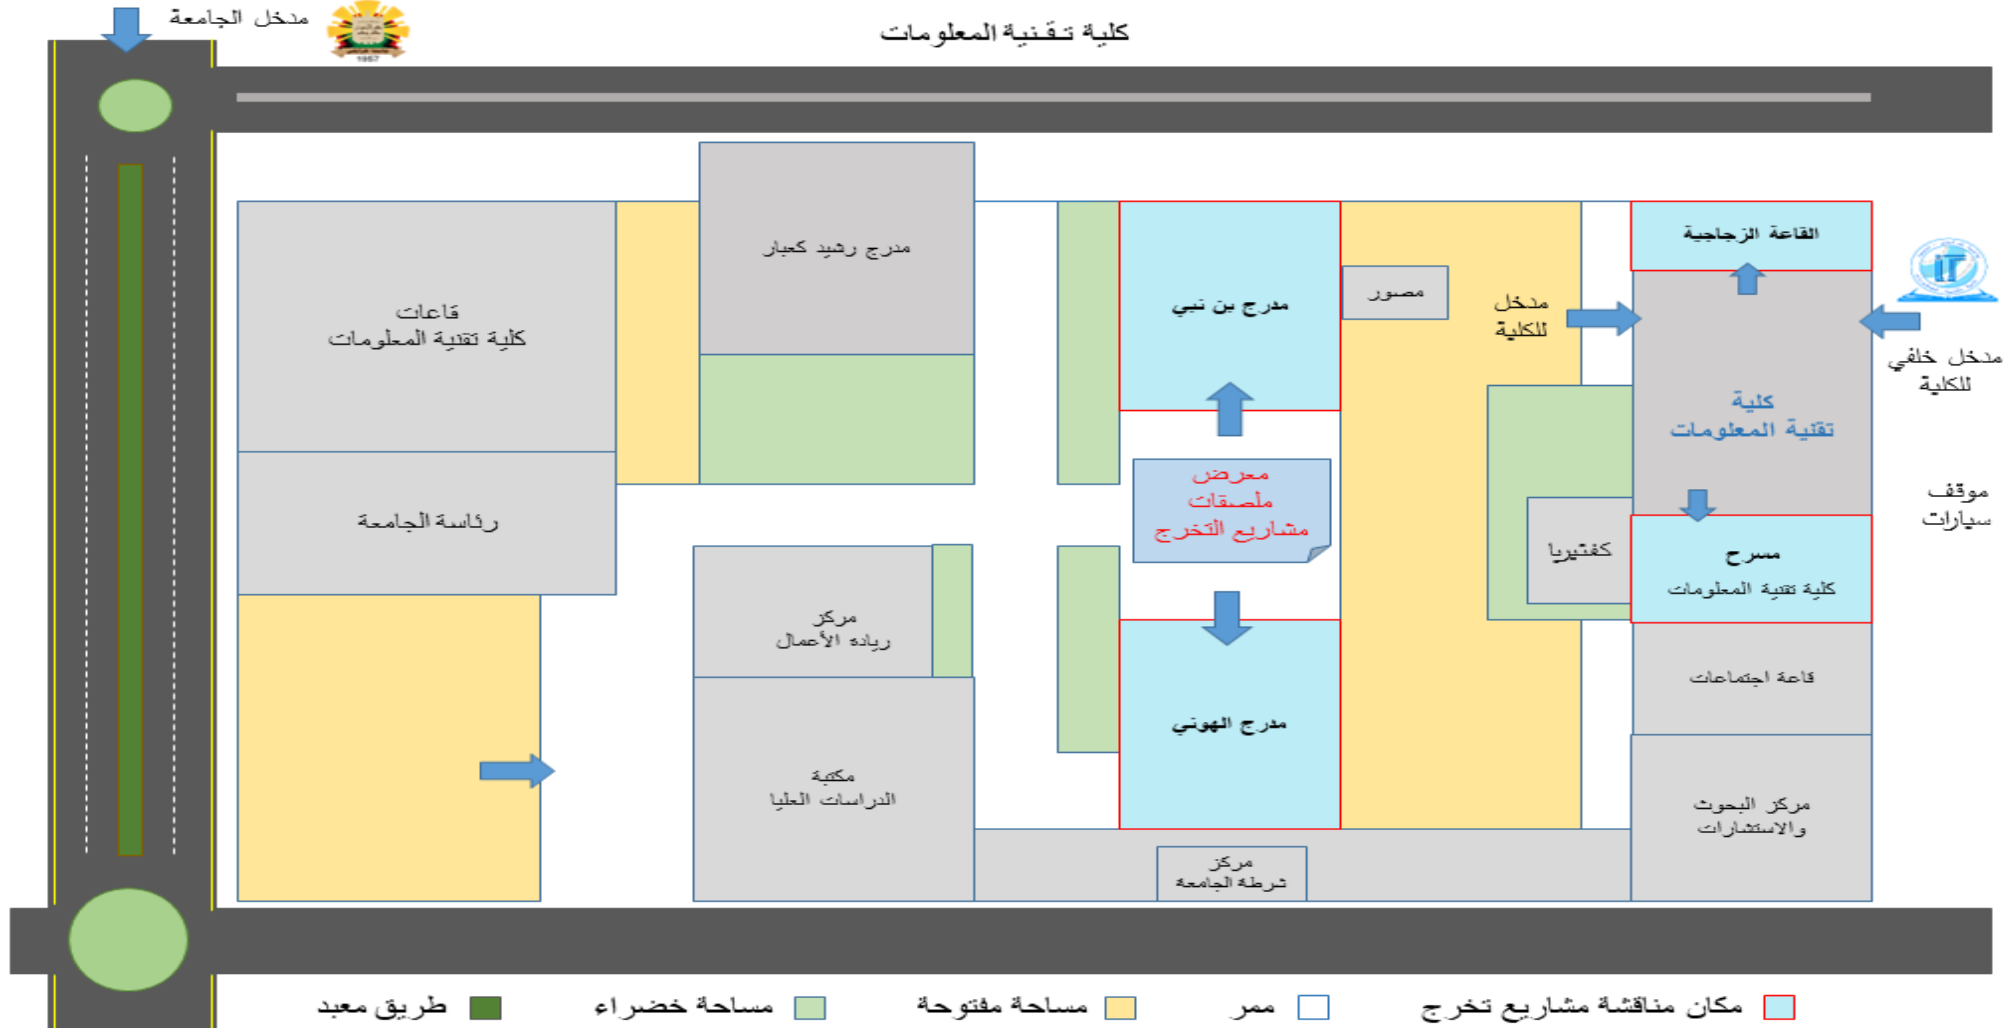 مدخل الجامعة
1957
كلية تقنية المعلومات
مدرج رشيد كعبار
القاعة الزجاجية
IT
مدرج بن نبي
مصور
مدخل
للكلية
قاعات
كلية تقنية المعلومات
مدخل خلفي
للكلية
كلية
تقنية المعلومات
معرض
ملصقات
مشاريع التخرج
موقف
سيارات
رئاسة الجامعة
كفتيريا
مسرح
كلية تقنية المعلومات
مركز
ريادة الأعمال
قاعة اجتماعات
مدرج الهوني
مكتبة
الدراسات العليا
مركز البحوث
والاستشارات
مركز
شرطة الجامعة
مكان مناقشة مشاريع تخرج
ممر
مساحة مفتوحة
مساحة خضراء
طريق معبد